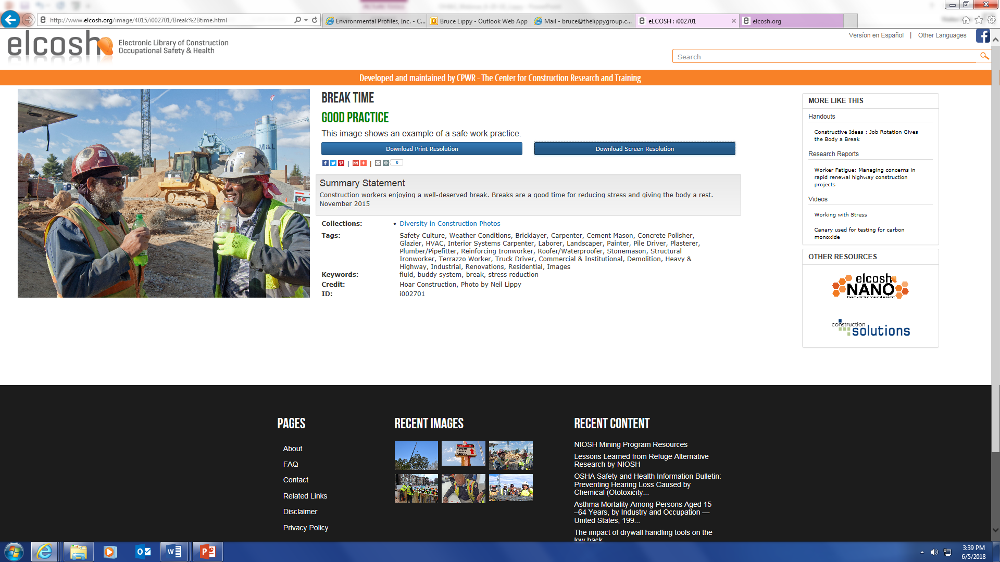 http://www.elcosh.org/image/4015/i002701/Break%2Btime.html
Environmental Profiles, Inc. - C...
Bruce Lippy - Outlook Web App
Mail - bruce@thelippygroup.c...
eLCOSH : i002701
elcosh.org
elcosh
Electronic Library of Construction
Occupational Safety & Health
Versíon en Español | Other Languages
Search
Developed and maintained by CPWR - The Center for Construction Research and Training
M&L
BREAK TIME
GOOD PRACTICE
This image shows an example of a safe work practice.
Download Print Resolution
Download Screen Resolution
0
Summary Statement
Construction workers enjoying a well-deserved break. Breaks are a good time for reducing stress and giving the body a rest.
November 2015
Collections:
• Diversity in Construction Photos
Tags:
Safety Culture, Weather Conditions, Bricklayer, Carpenter, Cement Mason, Concrete Polisher,
Glazier, HVAC, Interior Systems Carpenter, Laborer, Landscaper, Painter, Pile Driver, Plasterer,
Plumber/Pipefitter, Reinforcing Ironworker, Roofer/Waterproofer, Stonemason, Structural
Ironworker, Terrazzo Worker, Truck Driver, Commercial & Institutional, Demolition, Heavy &
Highway, Industrial, Renovations, Residential, Images
Keywords:
fluid, buddy system, break, stress reduction
Credit:
Hoar Construction, Photo by Neil Lippy
ID:
i002701
MORE LIKE THIS
Handouts
Constructive Ideas : Job Rotation Gives
the Body a Break
Research Reports
Worker Fatigue: Managing concerns in
rapid renewal highway construction
projects
Videos
Working with Stress
Canary used for testing for carbon
monoxide
OTHER RESOURCES
elcosh
NANO
construction
solutions
PAGES
About
FAQ
Contact
Related Links
Disclaimer
Privacy Policy
RECENT IMAGES
POWER
LINES
ABOVE
RECENT CONTENT
NIOSH Mining Program Resources
Lessons Learned from Refuge Alternative
Research by NIOSH
OSHA Safety and Health Information Bulletin:
Preventing Hearing Loss Caused by
Chemical (Ototoxicity...
Asthma Mortality Among Persons Aged 15
–64 Years, by Industry and Occupation —
United States, 199...
The impact of drywall handling tools on the
low back
3:39 PM
6/5/2018